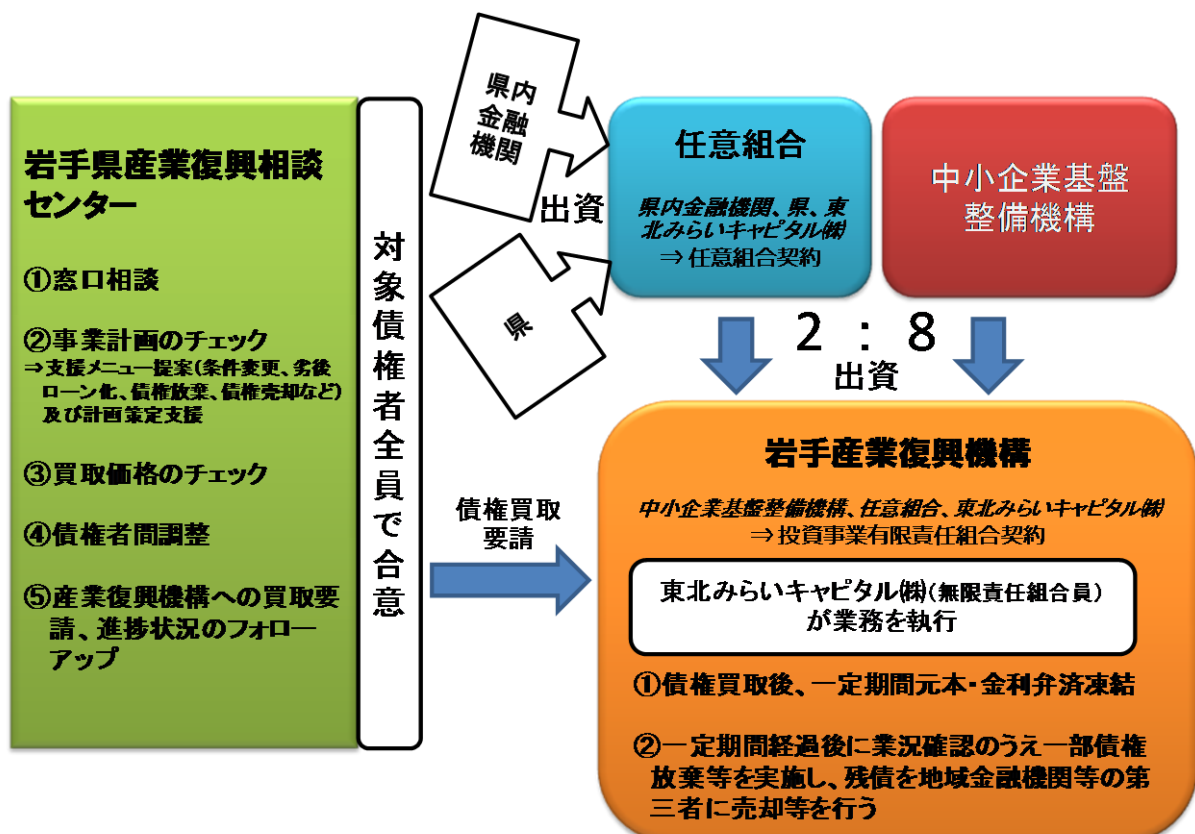 岩手県産業復興相談
センター
①窓口相談
②事業計画のチェック
⇒支援メニュー提案(条件変更、劣後
ローン化、債権放棄、債権売却など)
及び計画策定支援
③買取価格のチェック
④債権者間調整
⑤産業復興機構への買取要
請、進捗状況のフォロー
アップ
対象債権者全員で合意
県内
金融
機関
出資
県
任意組合
県内金融機関、県、東
北みらいキャピタル㈱
⇒ 任意組合契約
中小企業基盤
整備機構
2 : 8
出資
債権買取
要請
岩手産業復興機構
中小企業基盤整備機構、任意組合、東北みらいキャピタル㈱
⇒ 投資事業有限責任組合契約
東北みらいキャピタル㈱(無限責任組合員)
が業務を執行
①債権買取後、一定期間元本・金利弁済凍結
②一定期間経過後に業況確認のうえ一部債権
放棄等を実施し、残債を地域金融機関等の第
三者に売却等を行う